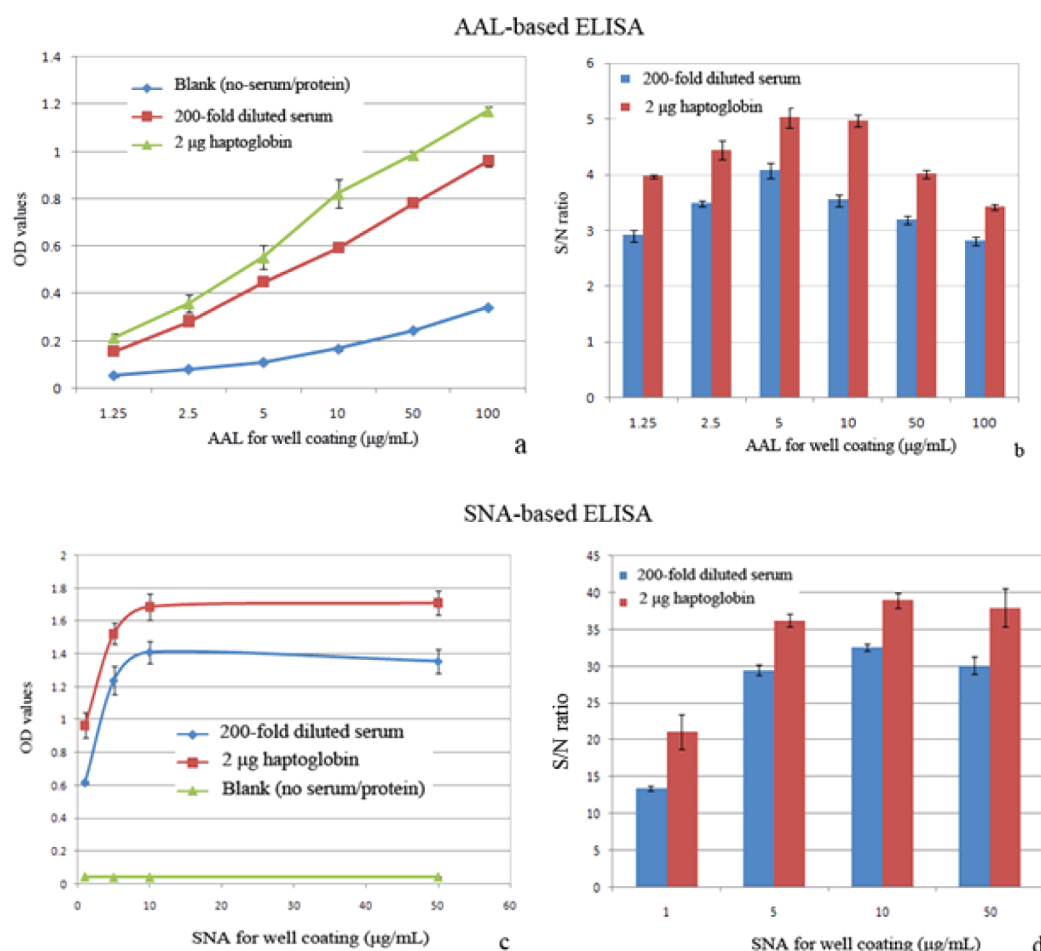 AAL-based ELISA
1.4
1.2
1
0.8
0.6
0.4
0.2
0
OD values
Blank (no-serum/protein)
200-fold diluted serum
2 µg haptoglobin
1.25 2.5 5 10 50 100
AAL for well coating (µg/mL)
a
6
5
4
3
2
1
0
S/N ratio
200-fold diluted serum
2 µg haptoglobin
1.25 2.5 5 10 50 100
AAL for well coating (µg/mL)
b
SNA-based ELISA
2
1.8
1.6
1.4
1.2
1
0.8
0.6
0.4
0.2
0
OD values
200-fold diluted serum
2 µg haptoglobin
Blank (no serum/protein)
0 10 20 30 40 50 60
SNA for well coating (µg/mL)
c
45
40
35
30
25
20
15
10
5
0
S/N ratio
200-fold diluted serum
2 µg haptoglobin
1 5 10 50
SNA for well coating (µg/mL)
d